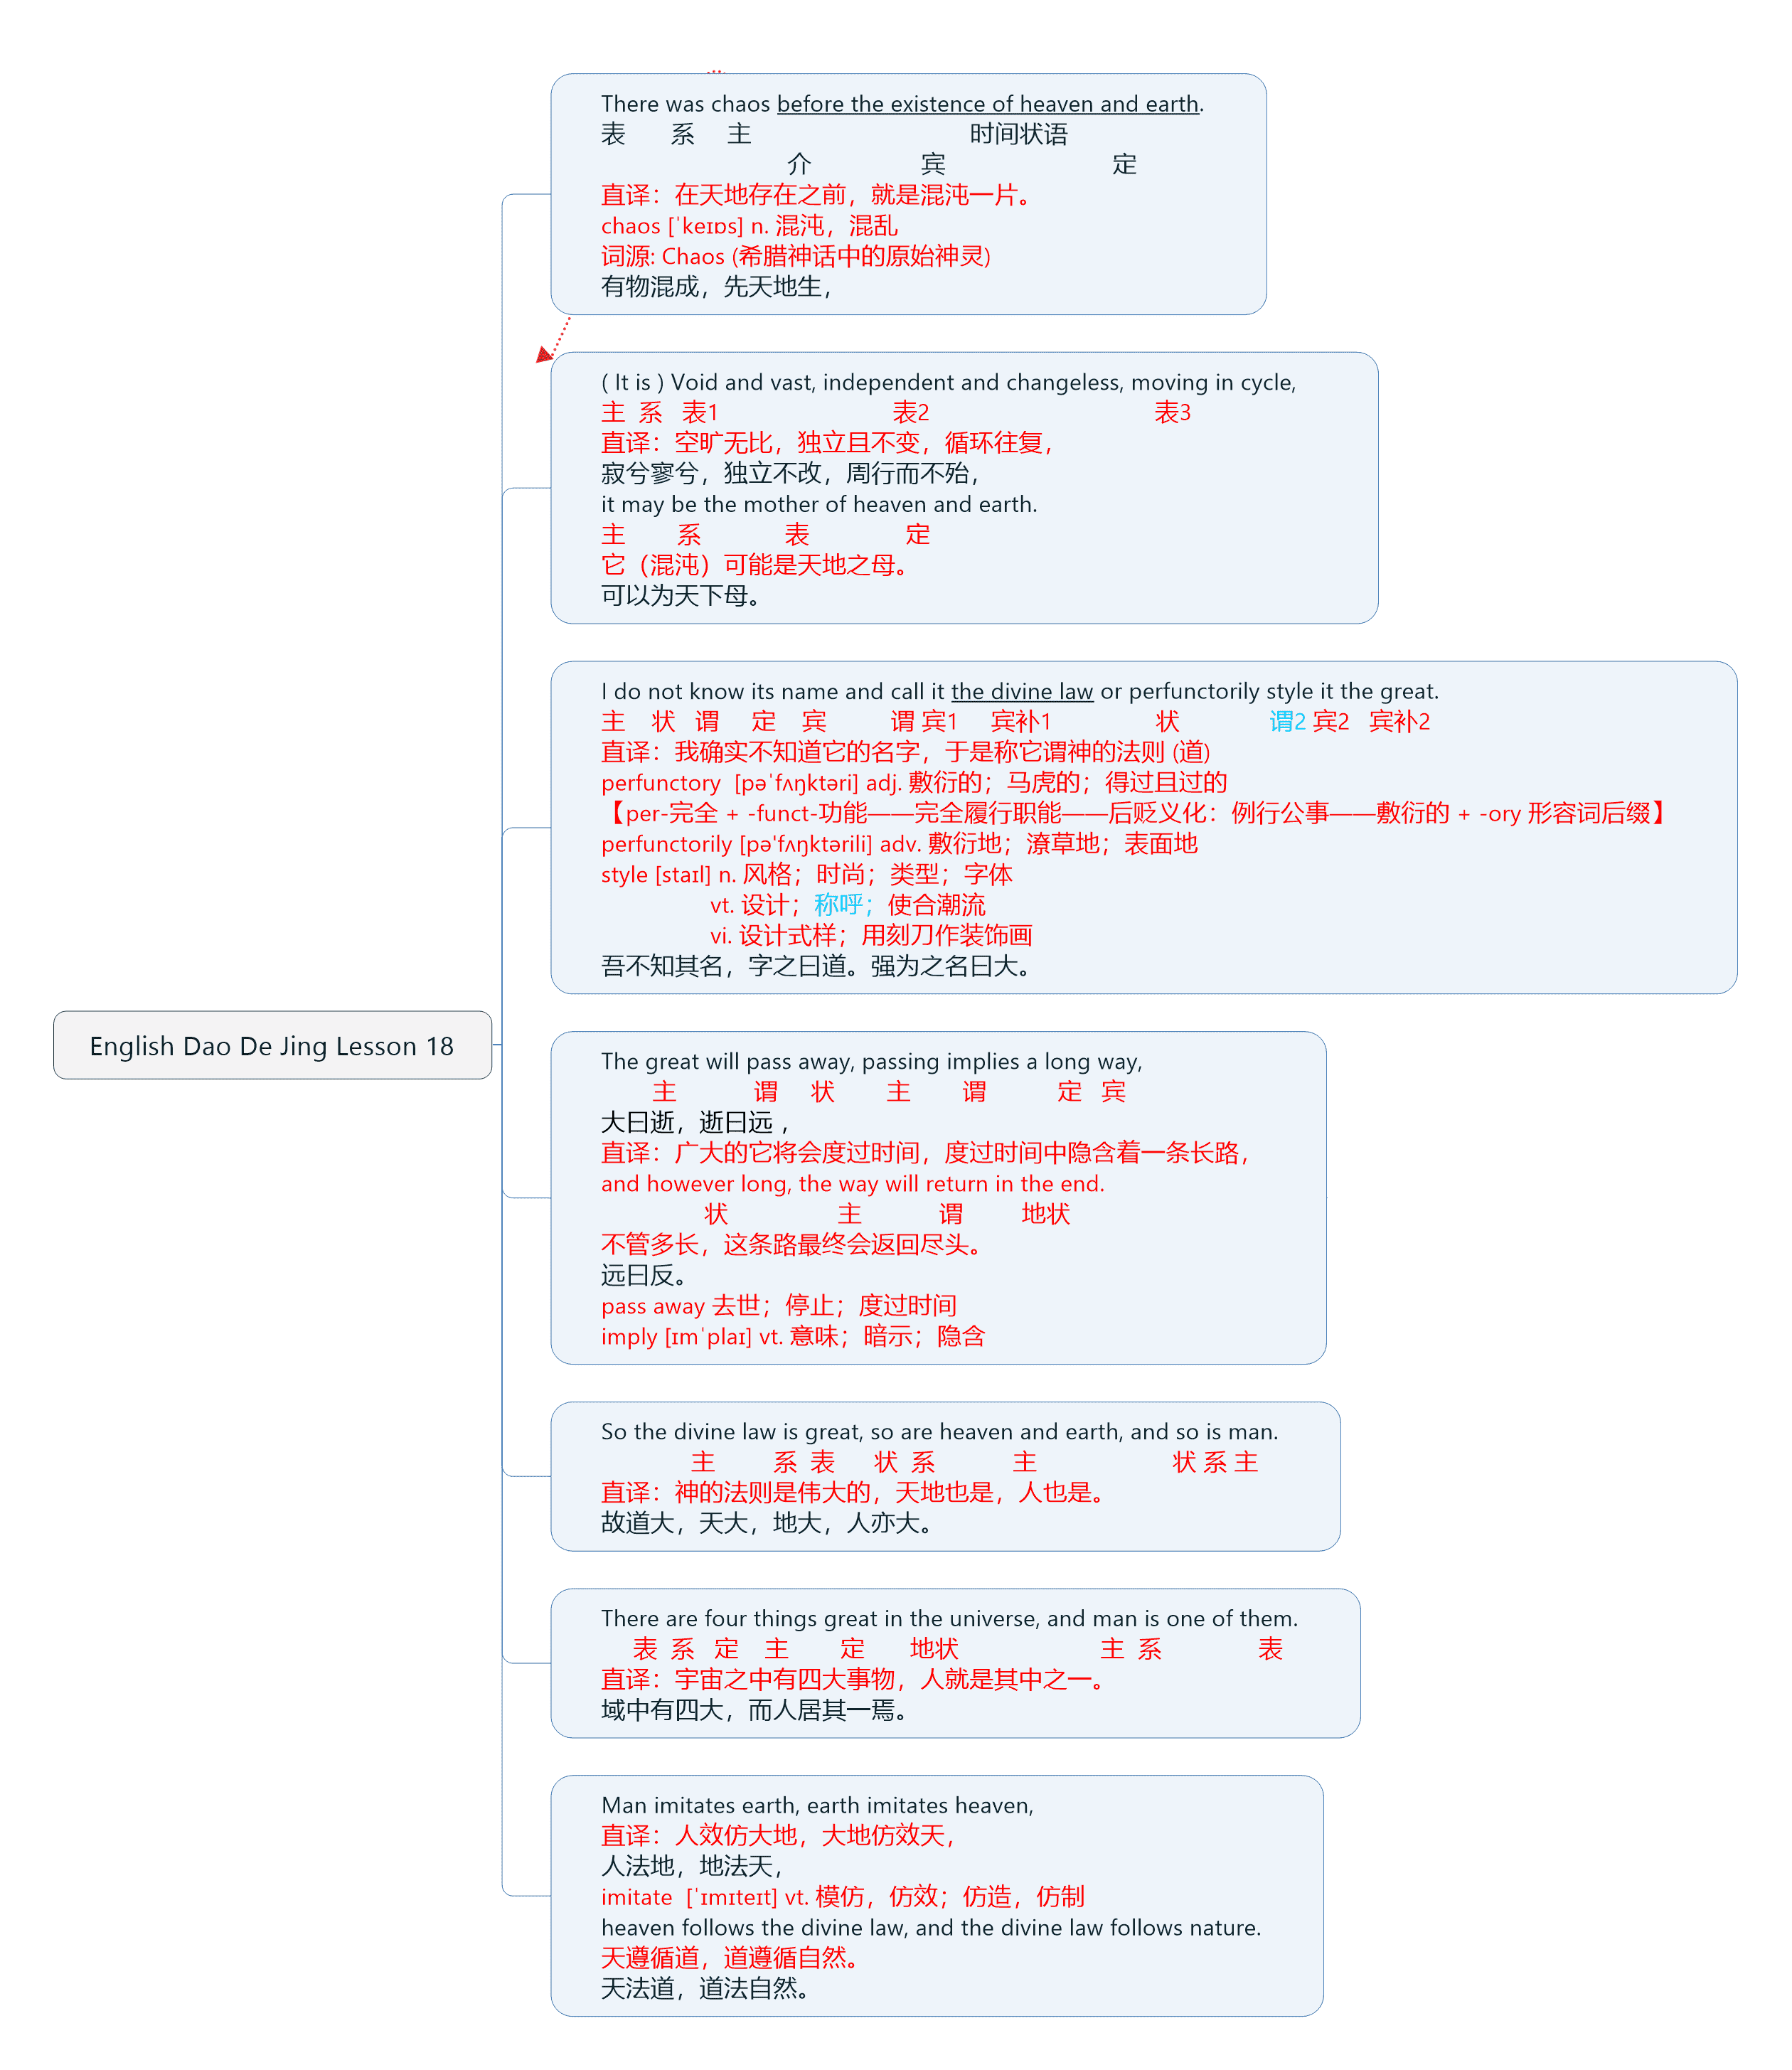 There was chaos before the existence of heaven and earth.
表 系 主 时间状语
介 宾 定
直译：在天地存在之前，就是混沌一片。
chaos [ˈkeɪɒs] n. 混沌，混乱
词源: Chaos (希腊神话中的原始神灵)
有物混成，先天地生，
( It is ) Void and vast, independent and changeless, moving in cycle,
主 系 表1 表2 表3
直译：空旷无比，独立且不变，循环往复，
寂兮寥兮，独立不改，周行而不殆，
it may be the mother of heaven and earth.
主 系 表 定
它（混沌）可能是天地之母。
可以为天下母。
I do not know its name and call it the divine law or perfunctorily style it the great.
主 状 谓 定 宾 谓 宾1 宾补1 状 谓2 宾2 宾补2
直译：我确实不知道它的名字，于是称它谓神的法则 (道)
perfunctory [pəˈfʌŋktəri] adj. 敷衍的；马虎的；得过且过的
【per-完全 + -funct-功能——完全履行职能——后贬义化：例行公事——敷衍的 + -ory 形容词后缀】
perfunctorily [pə'fʌŋktərili] adv. 敷衍地；潦草地；表面地
style [staɪl] n. 风格；时尚；类型；字体
vt. 设计；称呼；使合潮流
vi. 设计式样；用刻刀作装饰画
吾不知其名，字之曰道。强为之名曰大。
English Dao De Jing Lesson 18
The great will pass away, passing implies a long way,
主 谓 状 主 谓 定 宾
大曰逝，逝曰远 ，
直译：广大的它将会度过时间，度过时间中隐含着一条长路，
and however long, the way will return in the end.
状 主 谓 地状
不管多长，这条路最终会返回尽头。
远曰反。
pass away 去世；停止；度过时间
imply [ɪmˈplaɪ] vt. 意味；暗示；隐含
So the divine law is great, so are heaven and earth, and so is man.
主 系 表 状 系 主 状 系 主
直译：神的法则是伟大的，天地也是，人也是。
故道大，天大，地大，人亦大。
There are four things great in the universe, and man is one of them.
表 系 定 主 定 地状 主 系 表
直译：宇宙之中有四大事物，人就是其中之一。
域中有四大，而人居其一焉。
Man imitates earth, earth imitates heaven,
直译：人效仿大地，大地仿效天，
人法地，地法天，
imitate [ˈɪmɪteɪt] vt. 模仿，仿效；仿造，仿制
heaven follows the divine law, and the divine law follows nature.
天遵循道，道遵循自然。
天法道，道法自然。